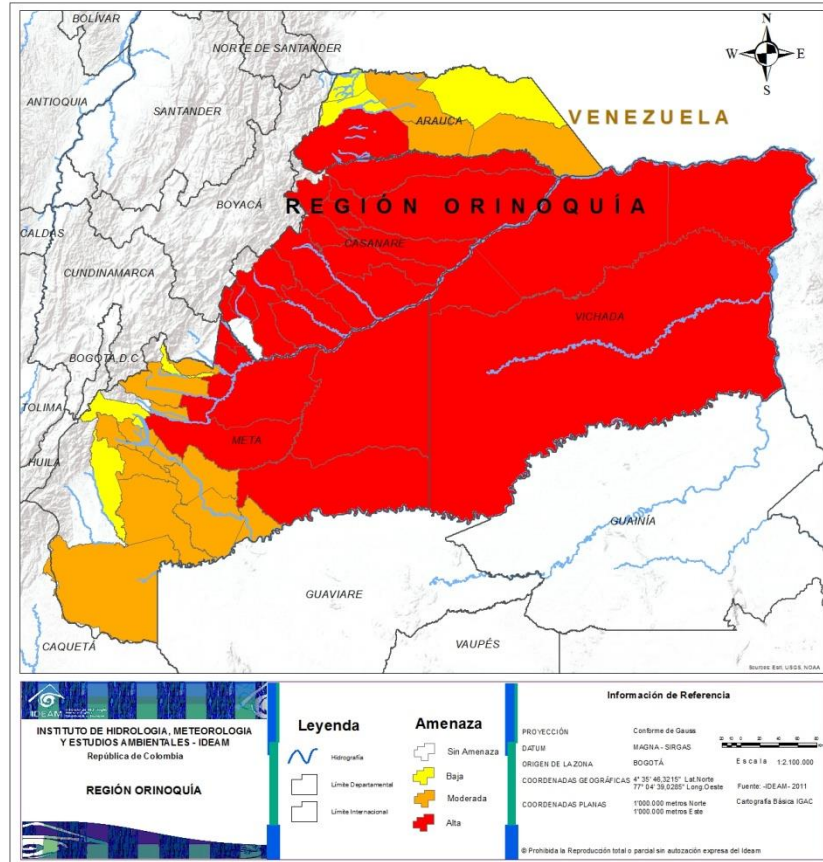 BOLÍVAR
NORTE DE SANTANDER
N
W E
S
ANTIOQUIA
SANTANDER
ARAUCA
VENEZUELA
BOYACÁ
REGIÓN ORINOQUÍA
CALDAS
CASANARE
CUNDINAMARCA
VICHADA
BOGOTÁ, D.C
TOLIMA
META
HUILA
GUAINÍA
GUAVIARE
CAQUETÁ
VAUPÉS
Sources: Esri, USGS, NOAA
IDEAM
INSTITUTO DE HIDROLOGIA, METEOROLOGIA
Y ESTUDIOS AMBIENTALES - IDEAM
República de Colombia
REGIÓN ORINOQUÍA
Leyenda
Hidrografía
Límite Departamental
Límite Internacional
Amenaza
Sin Amenaza
Baja
Moderada
Alta
Información de Referencia
PROYECCIÓN Conforme de Gauss
DATUM MAGNA - SIRGAS
ORIGEN DE LA ZONA BOGOTÁ Escala 1:2.100.000
COORDENADAS GEOGRÁFICAS 4° 35' 46,3215" Lat.Norte
77° 04' 39,0285" Long.Oeste Fuente: -IDEAM- 2011
COORDENADAS PLANAS 1'000.000 metros Norte Cartografía Básica IGAC
1'000.000 metros Este
© Prohibida la Reproducción total o parcial sin autozación expresa del Ideam